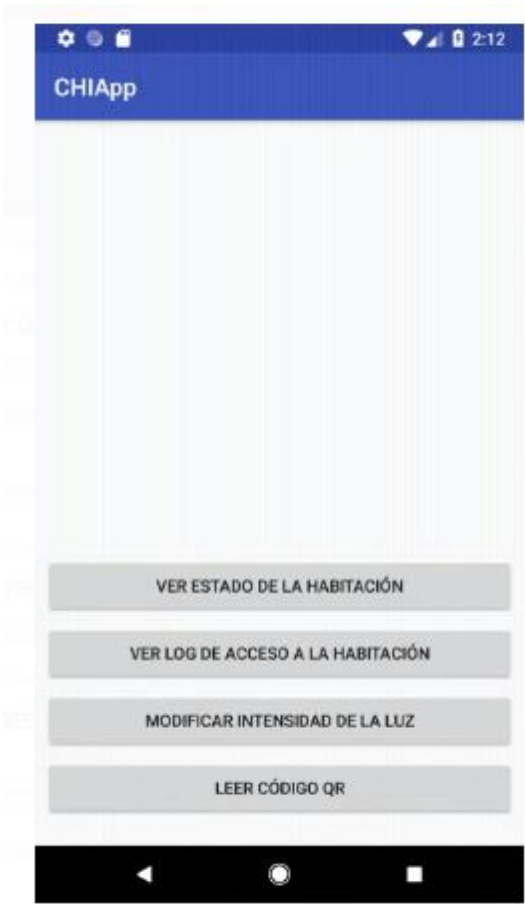 2:12
CHIApp
VER ESTADO DE LA HABITACIÓN
VER LOG DE ACCESO A LA HABITACIÓN
MODIFICAR INTENSIDAD DE LA LUZ
LEER CÓDIGO QR